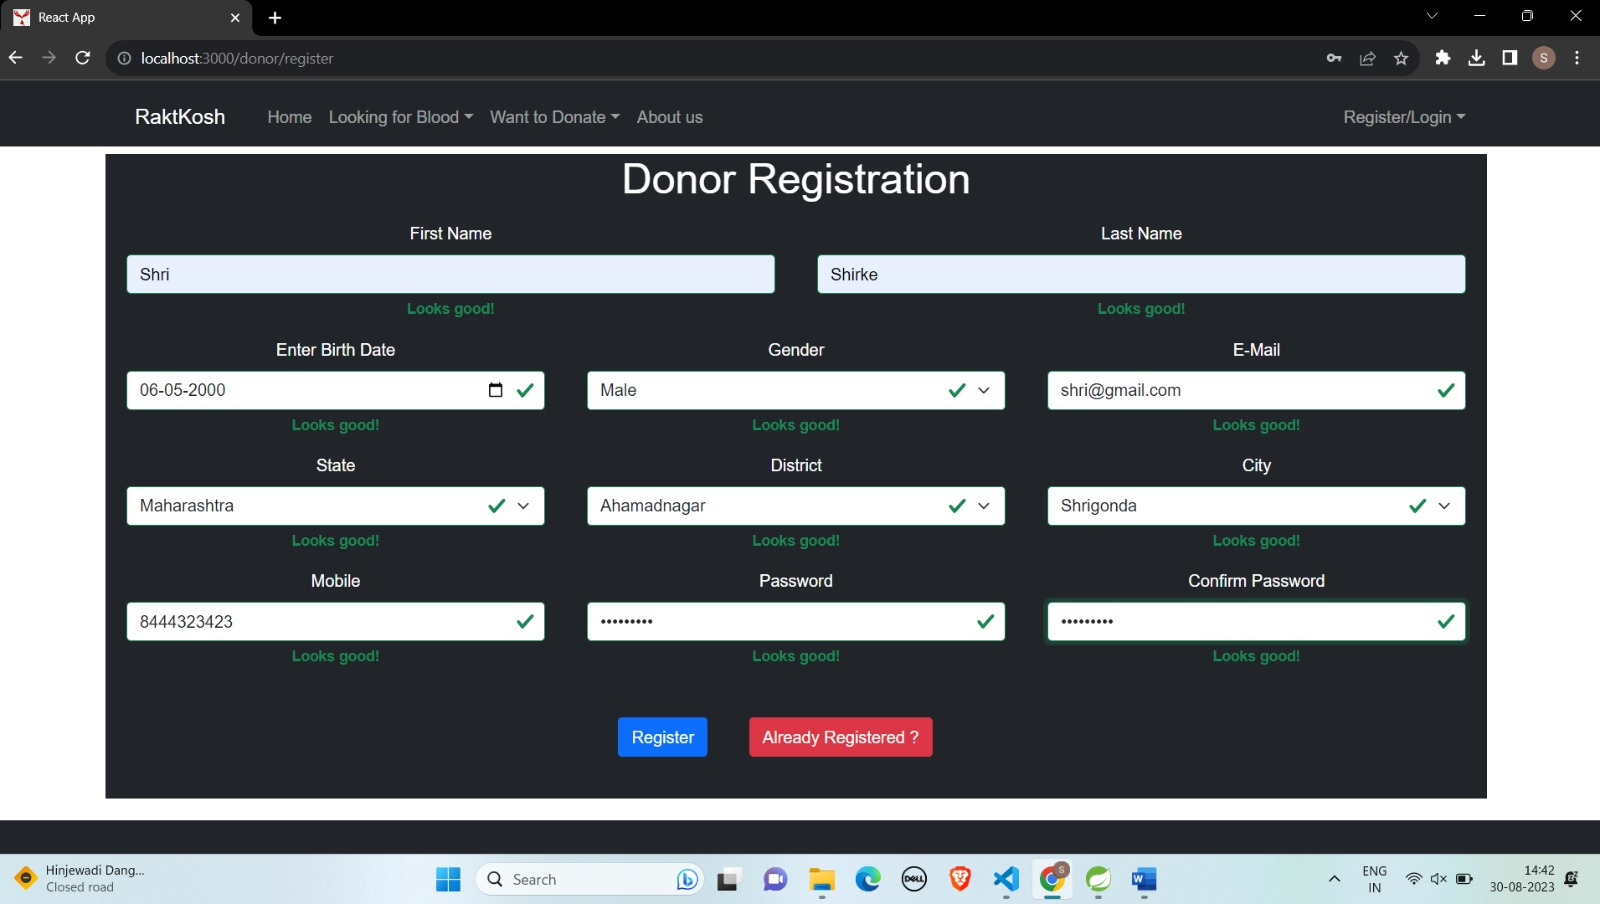 React App
localhost:3000/donor/register
S
RaktKosh Home Looking for Blood Want to Donate About us Register/Login
Donor Registration
First Name Last Name
Shri Shirke
Looks good! Looks good!
Enter Birth Date Gender E-Mail
06-05-2000 Male shri@gmail.com
Looks good! Looks good! Looks good!
State District City
Maharashtra Ahamadnagar Shrigonda
Looks good! Looks good! Looks good!
Mobile Password Confirm Password
8444323423 ••••••••• •••••••••
Looks good! Looks good! Looks good!
Register Already Registered ?
Hinjewadi Dang...
Closed road
Search
DELL
S
W
ENG
IN
14:42
30-08-2023